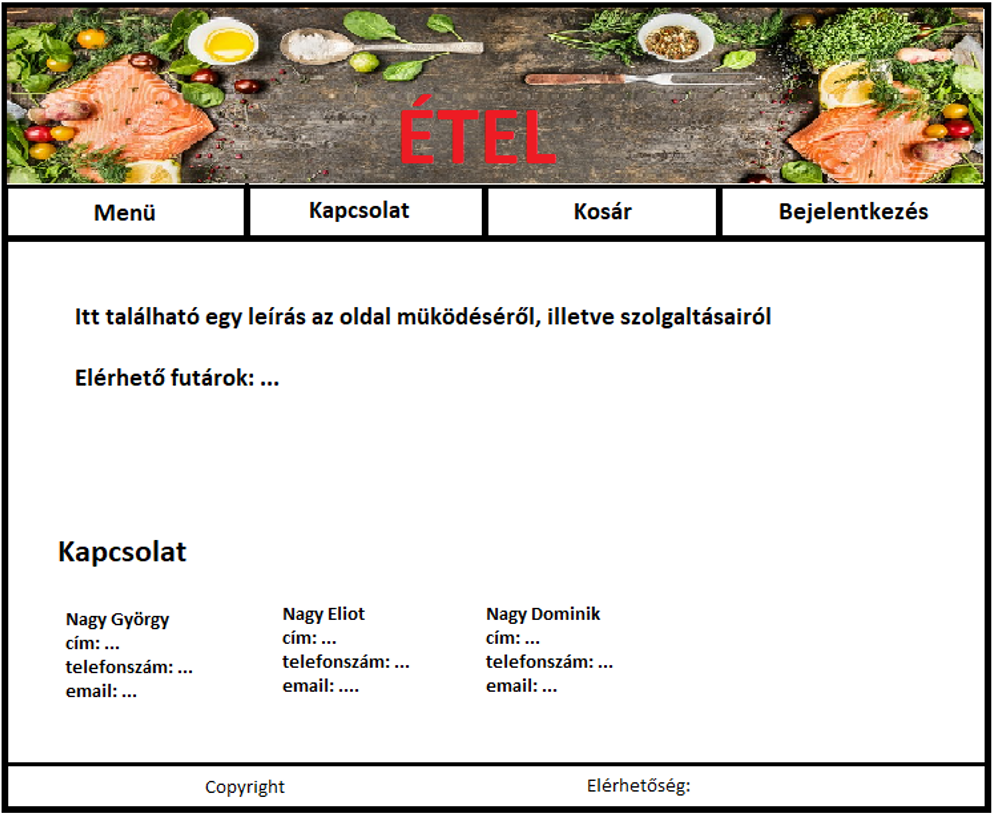 ÉTEL
Menü
Kapcsolat
Kosár
Bejelentkezés
Itt található egy leírás az oldal müködéséről, illetve szolgaltásairól
Elérhető futárok: ...
Kapcsolat
Nagy György
cím: ...
telefonszám: ...
email: ...
Nagy Eliot
cím: ...
telefonszám: ...
email: ....
Nagy Dominik
cím: ...
telefonszám: ...
email: ...
Copyright
Elérhetőség: